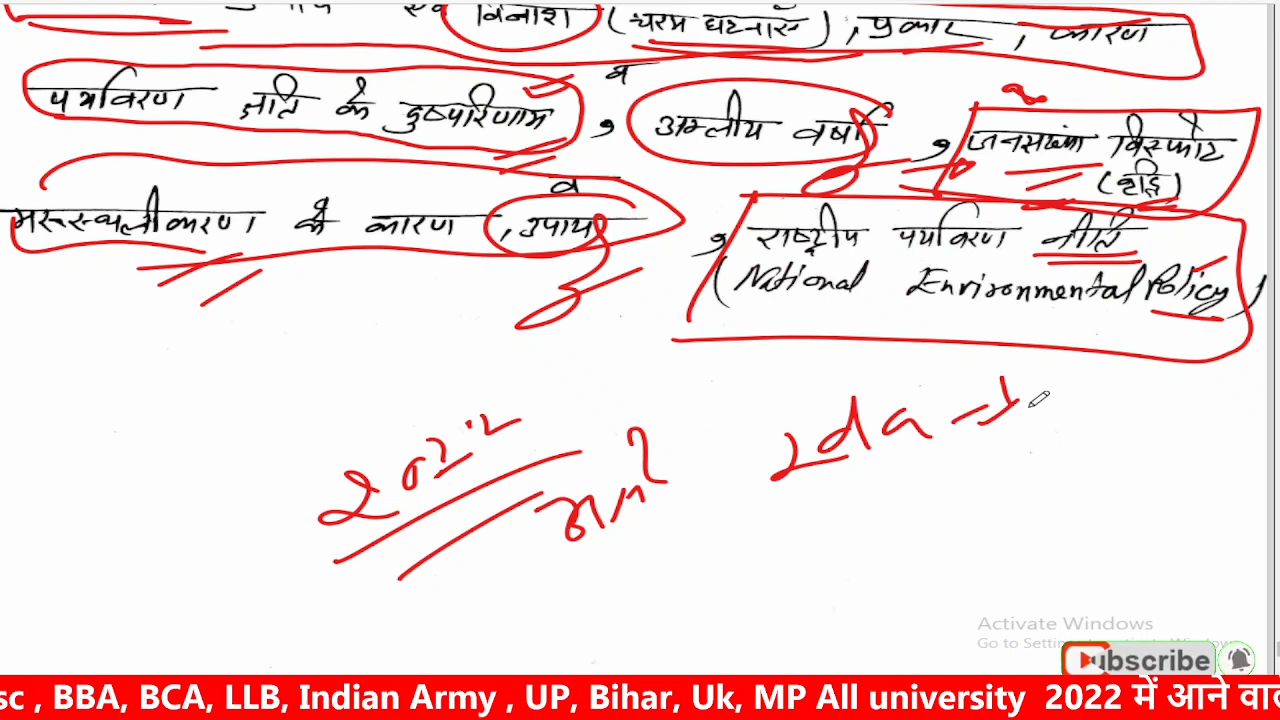 विनाश (चरम घटनाएं), प्रकार, कारण
व
पर्यावरण क्षति के दुष्परिणाम, अम्लीय वर्षा, जनसंख्या विस्फोट
(वृद्धि)
व
मरूस्थलीकरण के कारण, उपाय, राष्ट्रीय पर्यावरण नीति
(National Environmental Policy)
2022
Activate Windows
Subscribe
sc , BBA, BCA, LLB, Indian Army , UP, Bihar, Uk, MP All university 2022 में आने वाल